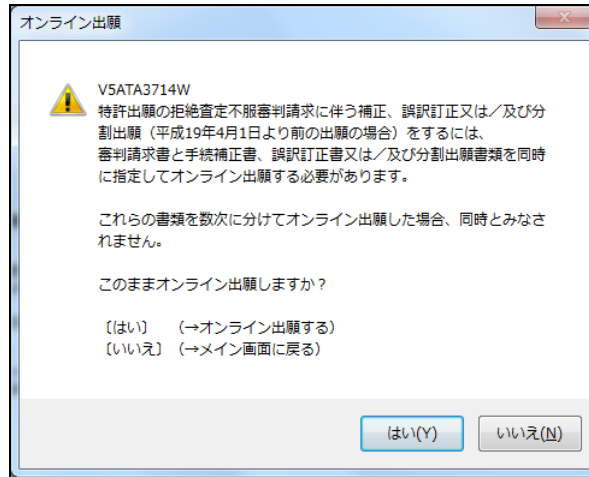 オンライン出願
V5ATA3714W
特許出願の拒絶査定不服審判請求に伴う補正、誤訳訂正又は／及び分
割出願（平成19年4月1日より前の出願の場合）をするには、
審判請求書と手続補正書、誤訳訂正書又は／及び分割出願書類を同時
に指定してオンライン出願する必要があります。
これらの書類を数次に分けてオンライン出願した場合、同時とみなさ
れません。
このままオンライン出願しますか？
〔はい〕　（→オンライン出願する）
〔いいえ〕（→メイン画面に戻る）
はい(Y)
いいえ(N)